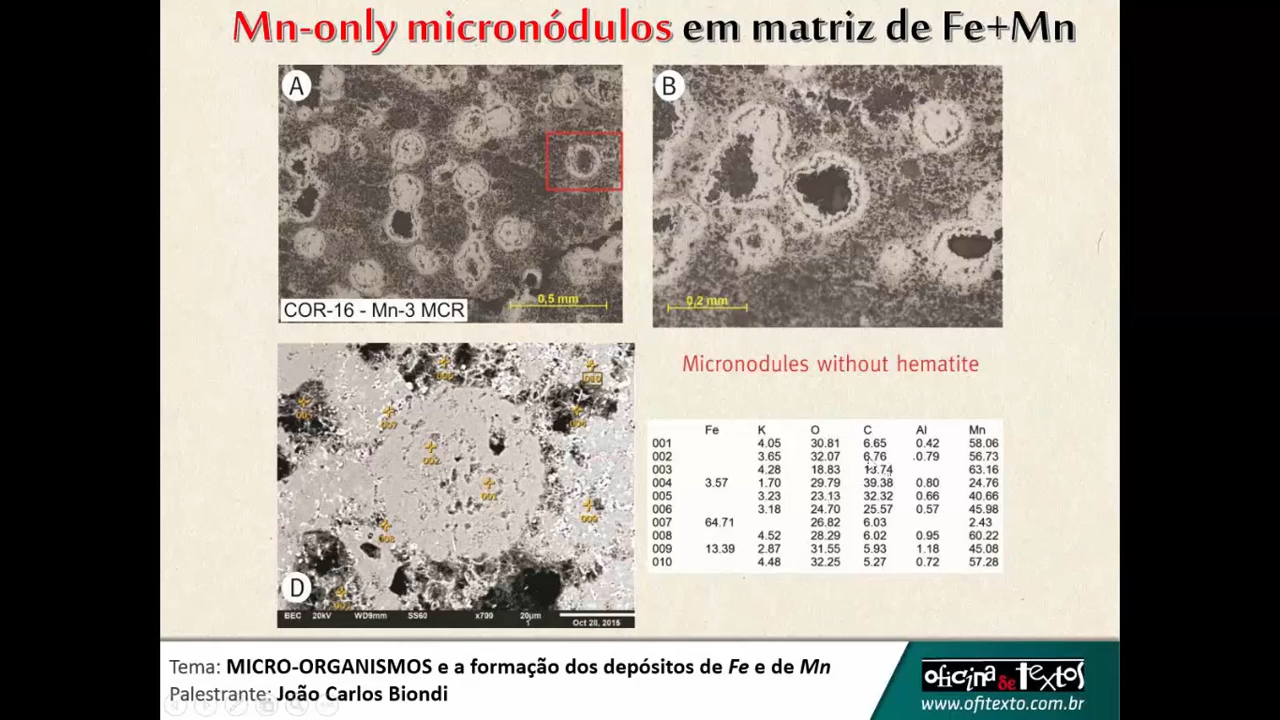 Mn-only micronódulos em matriz de Fe+Mn
A
B
COR-16 - Mn-3 MCR
0,5 mm
0,2 mm
Micronodules without hematite
007
002
001
009
008
010
D
BEC 20kV WD9mm SS60 x700 20µm
Oct 28, 2015
Fe K O C Al Mn
001 4.05 30.81 6.65 0.42 58.06
002 3.65 32.07 6.76 .0.79 56.73
003 4.28 18.83 13.74 63.16
004 3.57 1.70 29.79 39.38 0.80 24.76
005 3.23 23.13 32.32 0.66 40.66
006 3.18 24.70 25.57 0.57 45.98
007 64.71 26.82 6.03 2.43
008 4.52 28.29 6.02 0.95 60.22
009 13.39 2.87 31.55 5.93 1.18 45.08
010 4.48 32.25 5.27 0.72 57.28
Tema: MICRO-ORGANISMOS e a formação dos depósitos de Fe e de Mn
Palestrante: João Carlos Biondi
oficina de textos
www.ofitexto.com.br